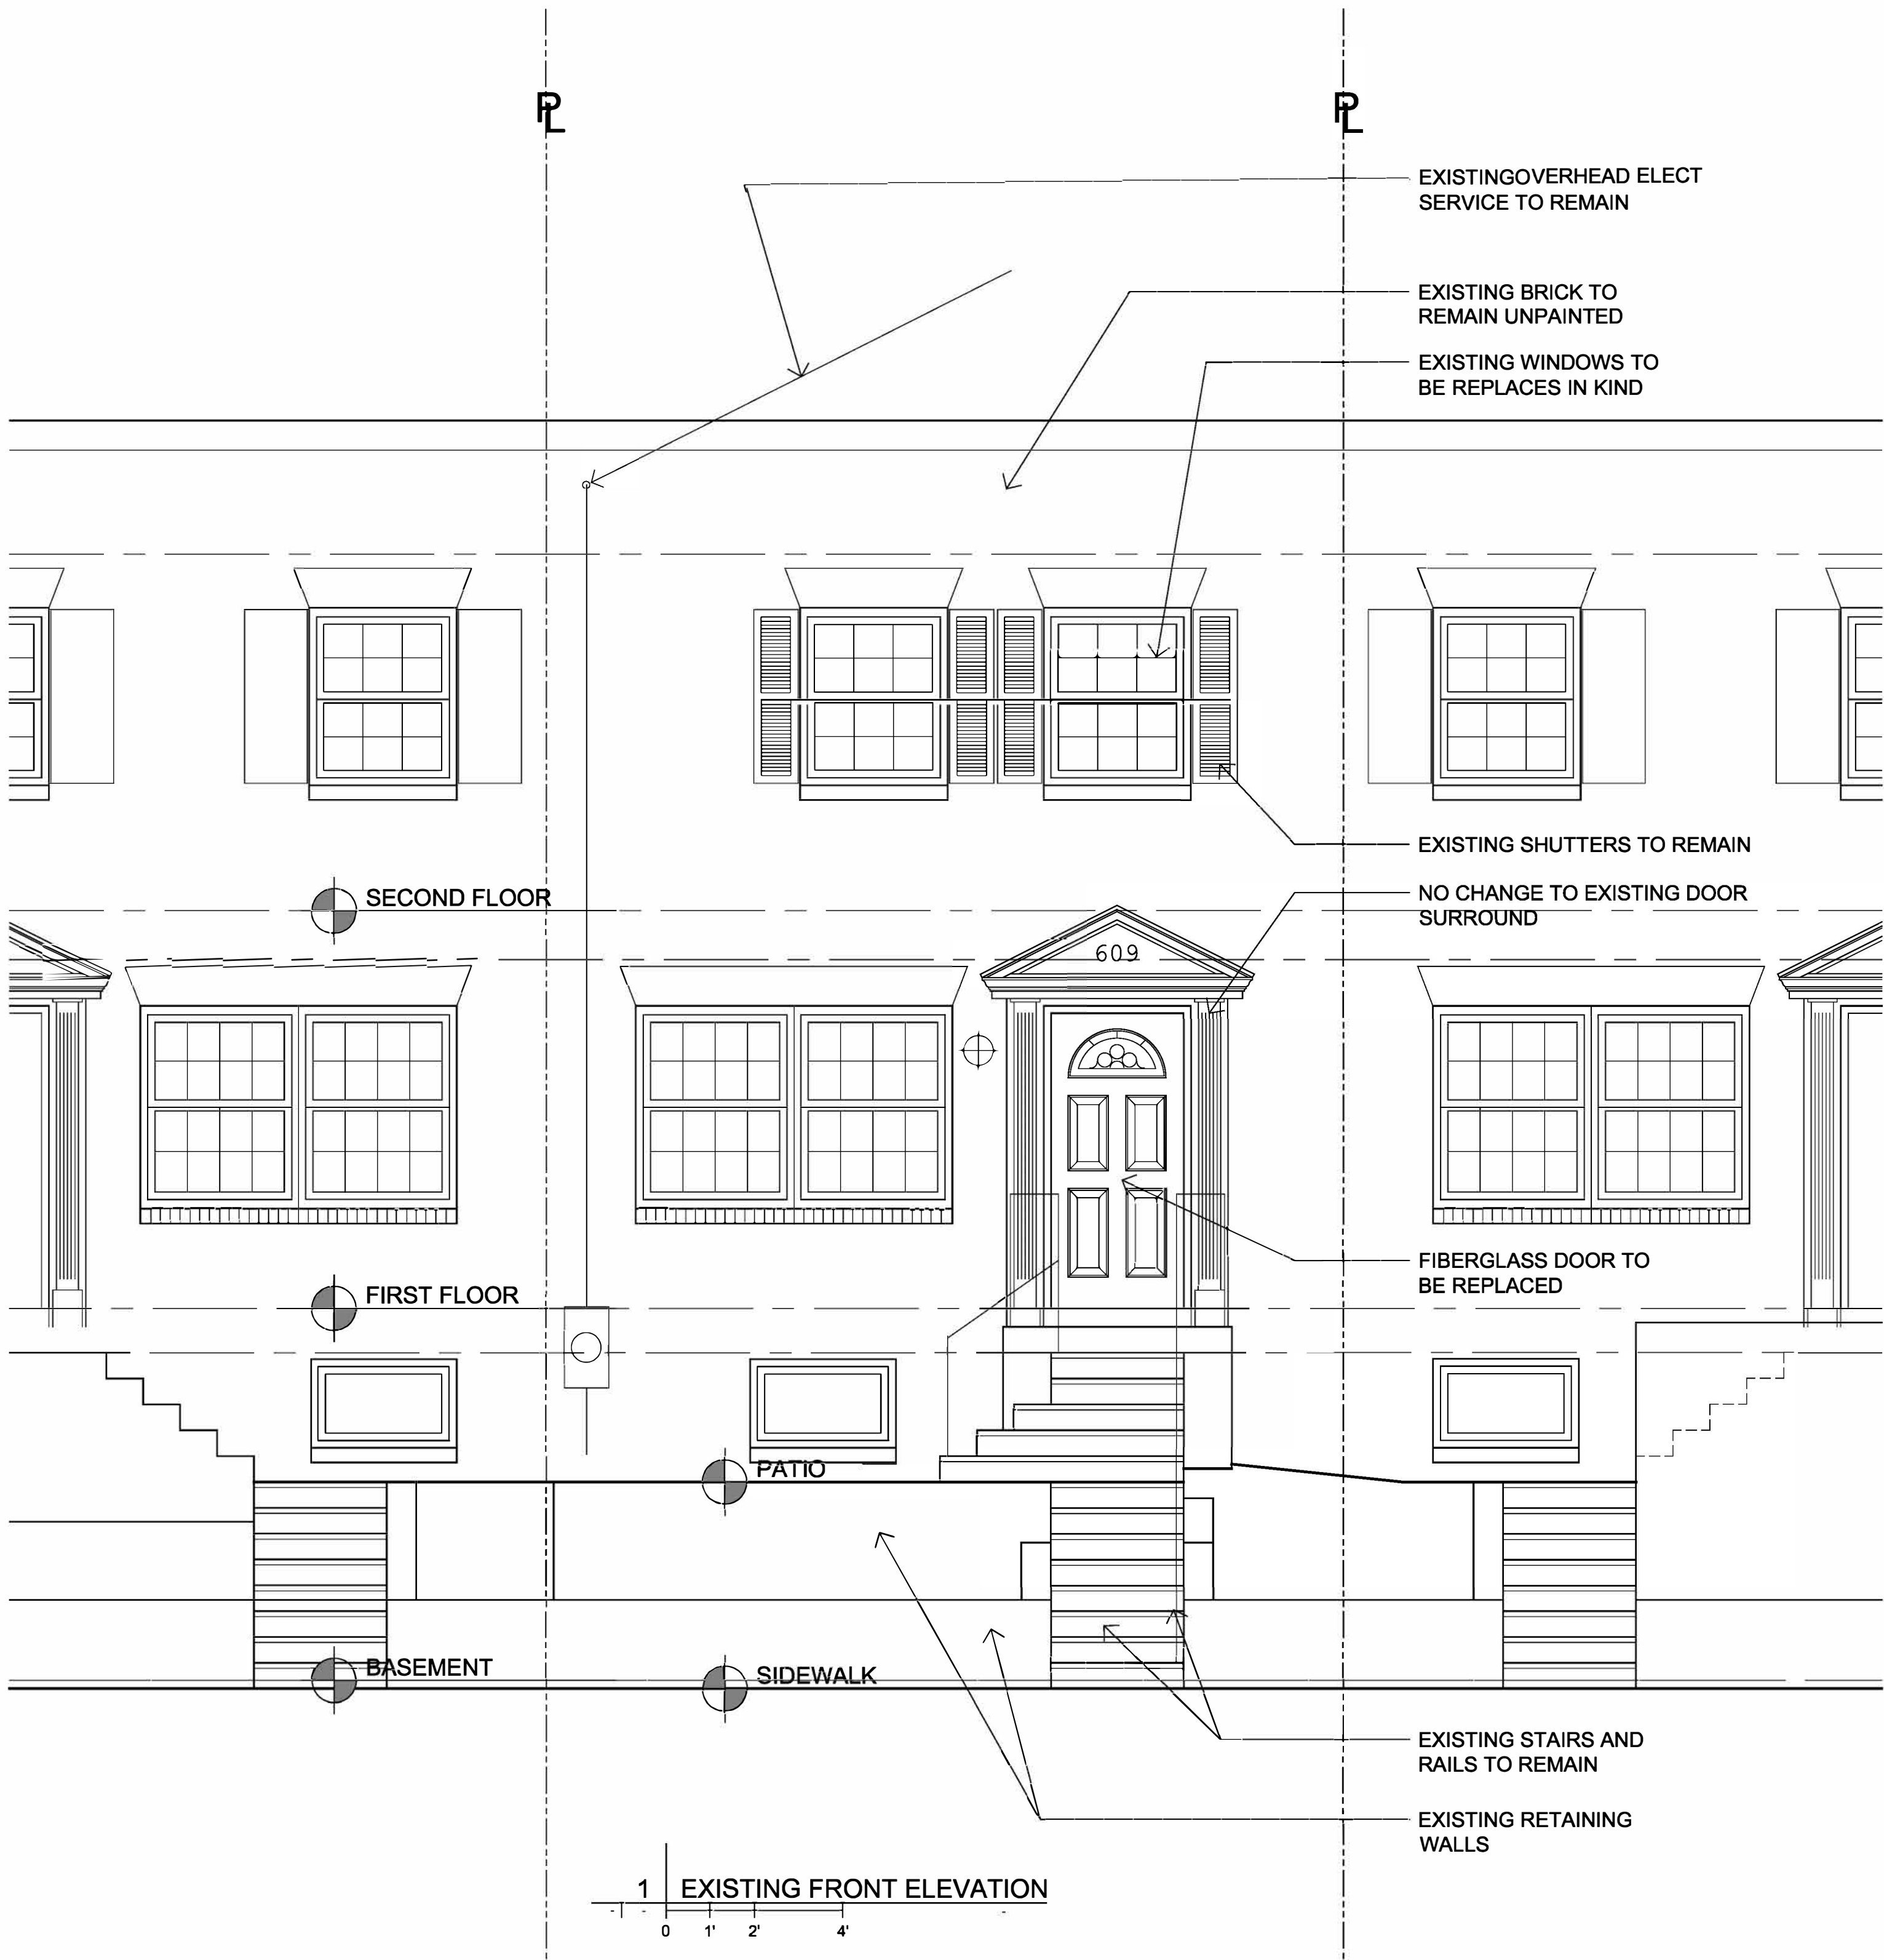 PL
PL
EXISTINGOVERHEAD ELECT
SERVICE TO REMAIN
EXISTING BRICK TO
REMAIN UNPAINTED
EXISTING WINDOWS TO
BE REPLACES IN KIND
EXISTING SHUTTERS TO REMAIN
SECOND FLOOR
NO CHANGE TO EXISTING DOOR
SURROUND
609
FIBERGLASS DOOR TO
BE REPLACED
FIRST FLOOR
PATIO
BASEMENT
SIDEWALK
EXISTING STAIRS AND
RAILS TO REMAIN
EXISTING RETAINING
WALLS
1 EXISTING FRONT ELEVATION
0 1' 2' 4'